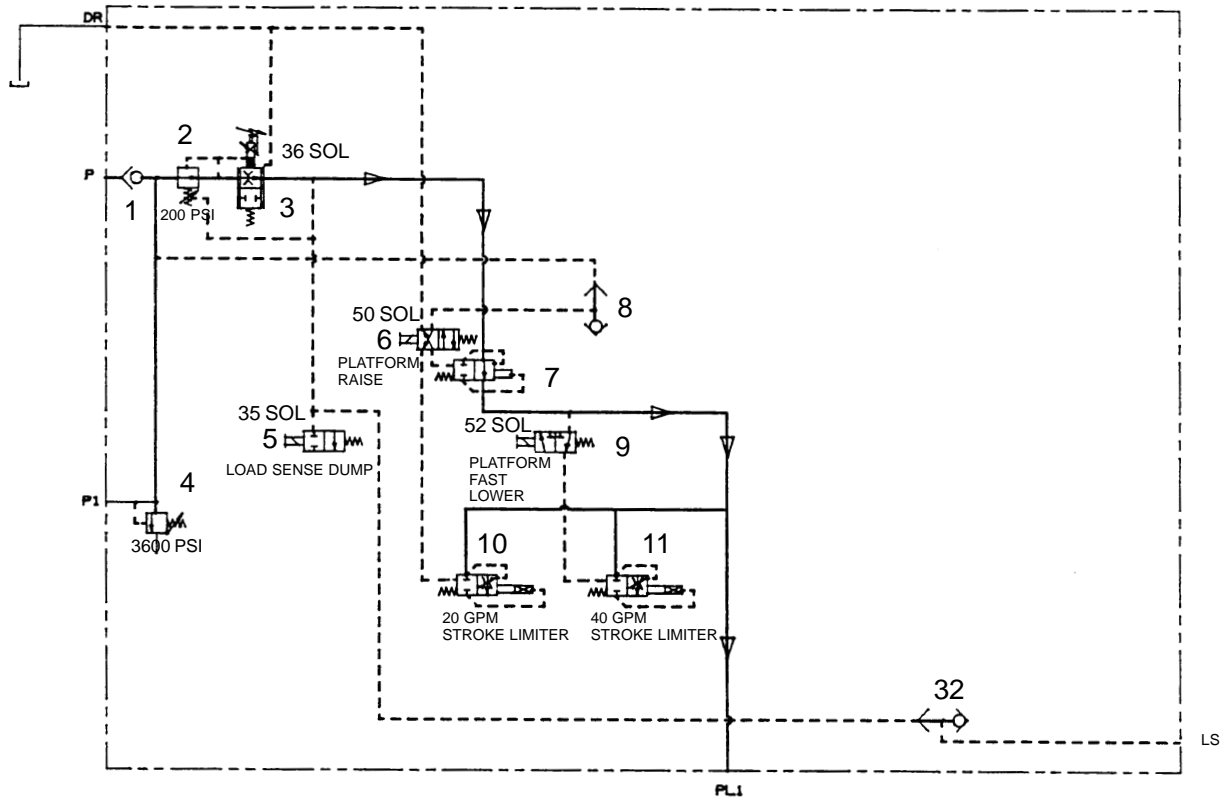 DR
2
36 SOL
P
1
200 PSI
3
8
50 SOL
6
PLATFORM
RAISE
7
35 SOL
5
LOAD SENSE DUMP
52 SOL
9
PLATFORM
FAST
LOWER
4
P1
3600 PSI
10
11
20 GPM
STROKE LIMITER
40 GPM
STROKE LIMITER
32
LS
PL1